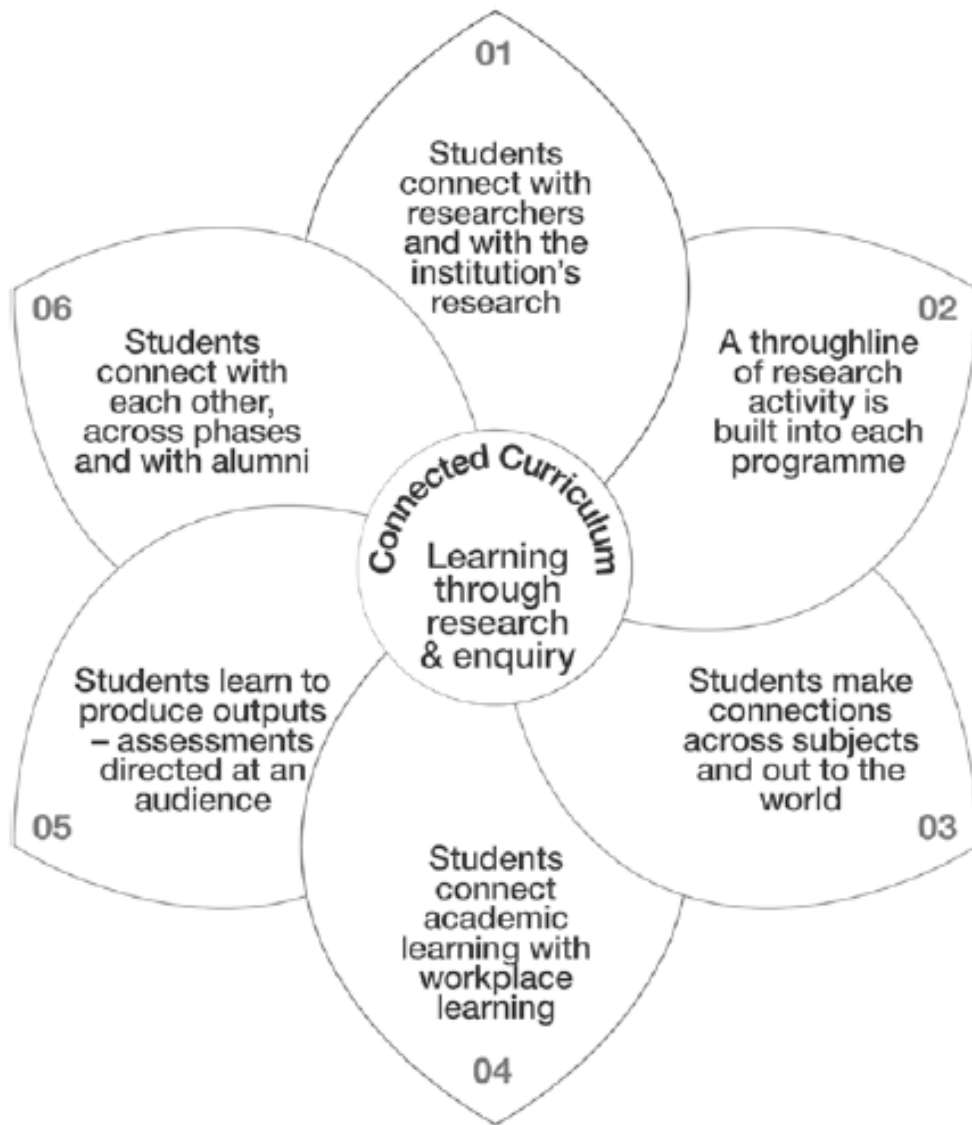 01
Students
connect with
researchers
and with the
institution's
research
02
A throughline
of research
activity is
built into each
programme
Students make
connections
across subjects
and out to the
world
03
Students
connect
academic
learning with
workplace
learning
04
Students learn to
produce outputs
– assessments
directed at an
audience
05
06
Students
connect with
each other,
across phases
and with alumni
Connected Curriculum
Learning
through
research
& enquiry